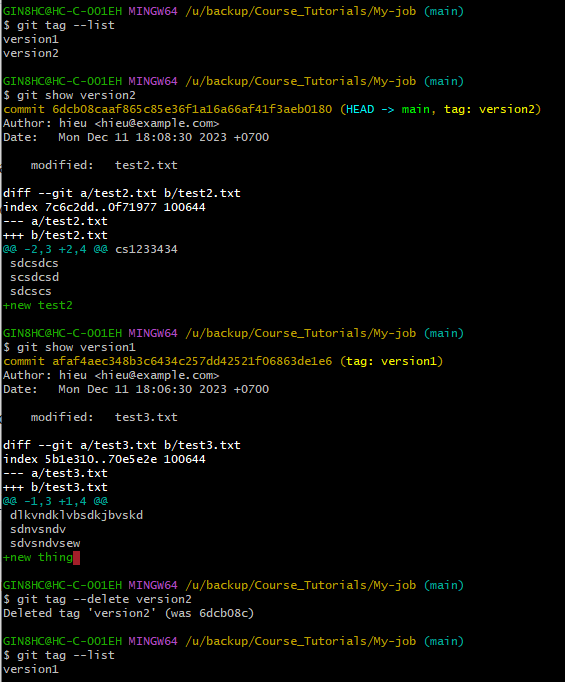 GIN8HC@HC-C-OO1EH MINGW64 /u/backup/Course_Tutorials/My-job (main)
$ git tag --list
version1
version2
GIN8HC@HC-C-OO1EH MINGW64 /u/backup/Course_Tutorials/My-job (main)
$ git show version2
commit 6dcb08caaf865c85e36f1a16a66af41f3aeb0180 (HEAD -> main, tag: version2)
Author: hieu <hieu@example.com>
Date:   Mon Dec 11 18:08:30 2023 +0700
    modified:   test2.txt
diff --git a/test2.txt b/test2.txt
index 7c6c2dd..0f71977 100644
--- a/test2.txt
+++ b/test2.txt
@@ -2,3 +2,4 @@ cs1233434
 sdcsdcs
 scsdcsd
 sdcscs
+new test2
GIN8HC@HC-C-OO1EH MINGW64 /u/backup/Course_Tutorials/My-job (main)
$ git show version1
commit afaf4aec348b3c6434c257dd42521f06863de1e6 (tag: version1)
Author: hieu <hieu@example.com>
Date:   Mon Dec 11 18:06:30 2023 +0700
    modified:   test3.txt
diff --git a/test3.txt b/test3.txt
index 5b1e310..70e5e2e 100644
--- a/test3.txt
+++ b/test3.txt
@@ -1,3 +1,4 @@
 dlkvndklvbsdkjbvskd
 sdnvsndv
 sdvsndvsew
+new thing
GIN8HC@HC-C-OO1EH MINGW64 /u/backup/Course_Tutorials/My-job (main)
$ git tag --delete version2
Deleted tag 'version2' (was 6dcb08c)
GIN8HC@HC-C-OO1EH MINGW64 /u/backup/Course_Tutorials/My-job (main)
$ git tag --list
version1